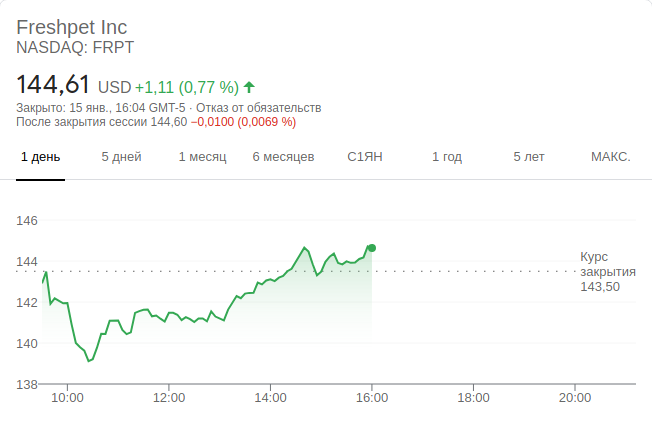 Freshpet Inc
NASDAQ: FRPT
144,61 USD +1,11 (0,77 %)
Закрыто: 15 янв., 16:04 GMT-5 · Отказ от обязательств
После закрытия сессии 144,60 −0,0100 (0,0069 %)
1 день 5 дней 1 месяц 6 месяцев С1ЯН 1 год 5 лет МАКС.
146
144
142
140
138
Курс
закрытия
143,50
10:00 12:00 14:00 16:00 18:00 20:00